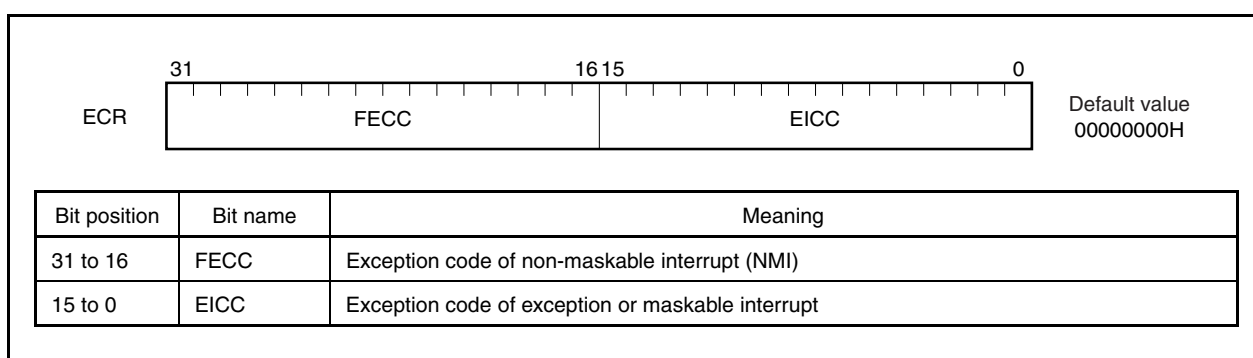 31 16 15 0
ECR FECC EICC Default value
00000000H
Bit position Bit name Meaning
31 to 16 FECC Exception code of non-maskable interrupt (NMI)
15 to 0 EICC Exception code of exception or maskable interrupt